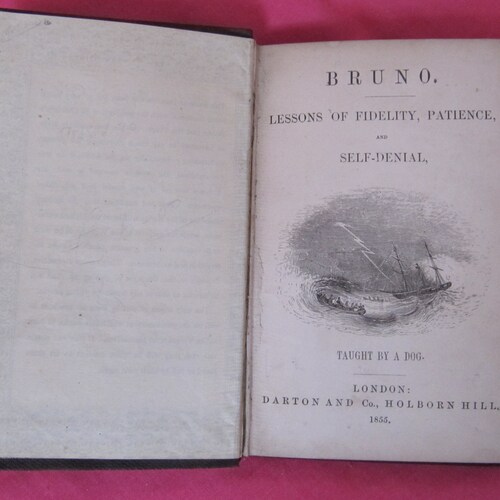 BRUNO.
LESSONS OF FIDELITY, PATIENCE,
AND
SELF-DENIAL,
TAUGHT BY A DOG.
LONDON:
DARTON AND Co., HOLBORN HILL,
1855,